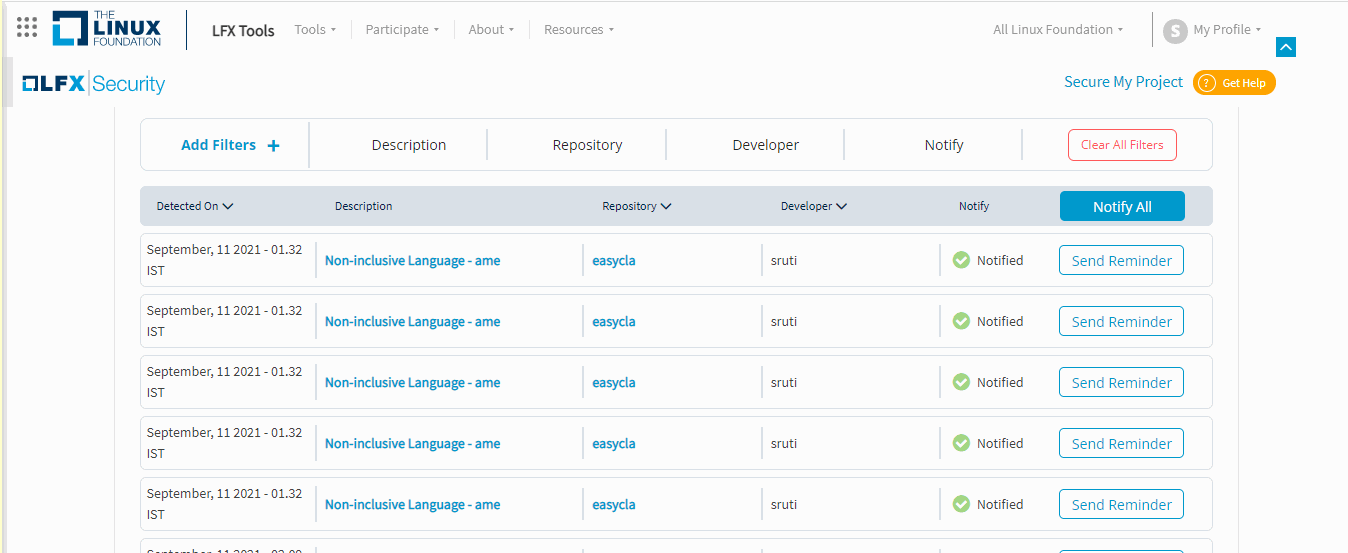 THE
LINUX
FOUNDATION
LFX Tools
Tools
Participate
About
Resources
All Linux Foundation
S
My Profile
LFX Security
Secure My Project
? Get Help
Add Filters +
Description
Repository
Developer
Notify
Clear All Filters
Detected On
Description
Repository
Developer
Notify
Notify All
September, 11 2021 - 01.32
IST
Non-inclusive Language - ame
easycla
sruti
Notified
Send Reminder
September, 11 2021 - 01.32
IST
Non-inclusive Language - ame
easycla
sruti
Notified
Send Reminder
September, 11 2021 - 01.32
IST
Non-inclusive Language - ame
easycla
sruti
Notified
Send Reminder
September, 11 2021 - 01.32
IST
Non-inclusive Language - ame
easycla
sruti
Notified
Send Reminder
September, 11 2021 - 01.32
IST
Non-inclusive Language - ame
easycla
sruti
Notified
Send Reminder
September, 11 2021 -